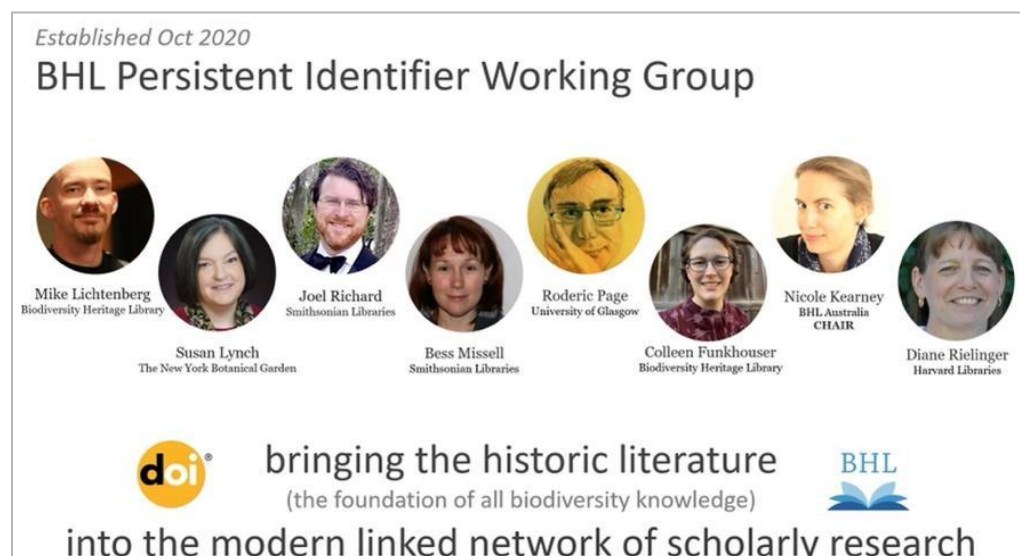 Established Oct 2020
BHL Persistent Identifier Working Group
Mike Lichtenberg
Biodiversity Heritage Library
Susan Lynch
The New York Botanical Garden
Joel Richard
Smithsonian Libraries
Bess Missell
Smithsonian Libraries
Roderic Page
University of Glasgow
Colleen Funkhouser
Biodiversity Heritage Library
Nicole Kearney
BHL Australia
CHAIR
Diane Rielinger
Harvard Libraries
doi®
bringing the historic literature
(the foundation of all biodiversity knowledge)
BHL
into the modern linked network of scholarly research